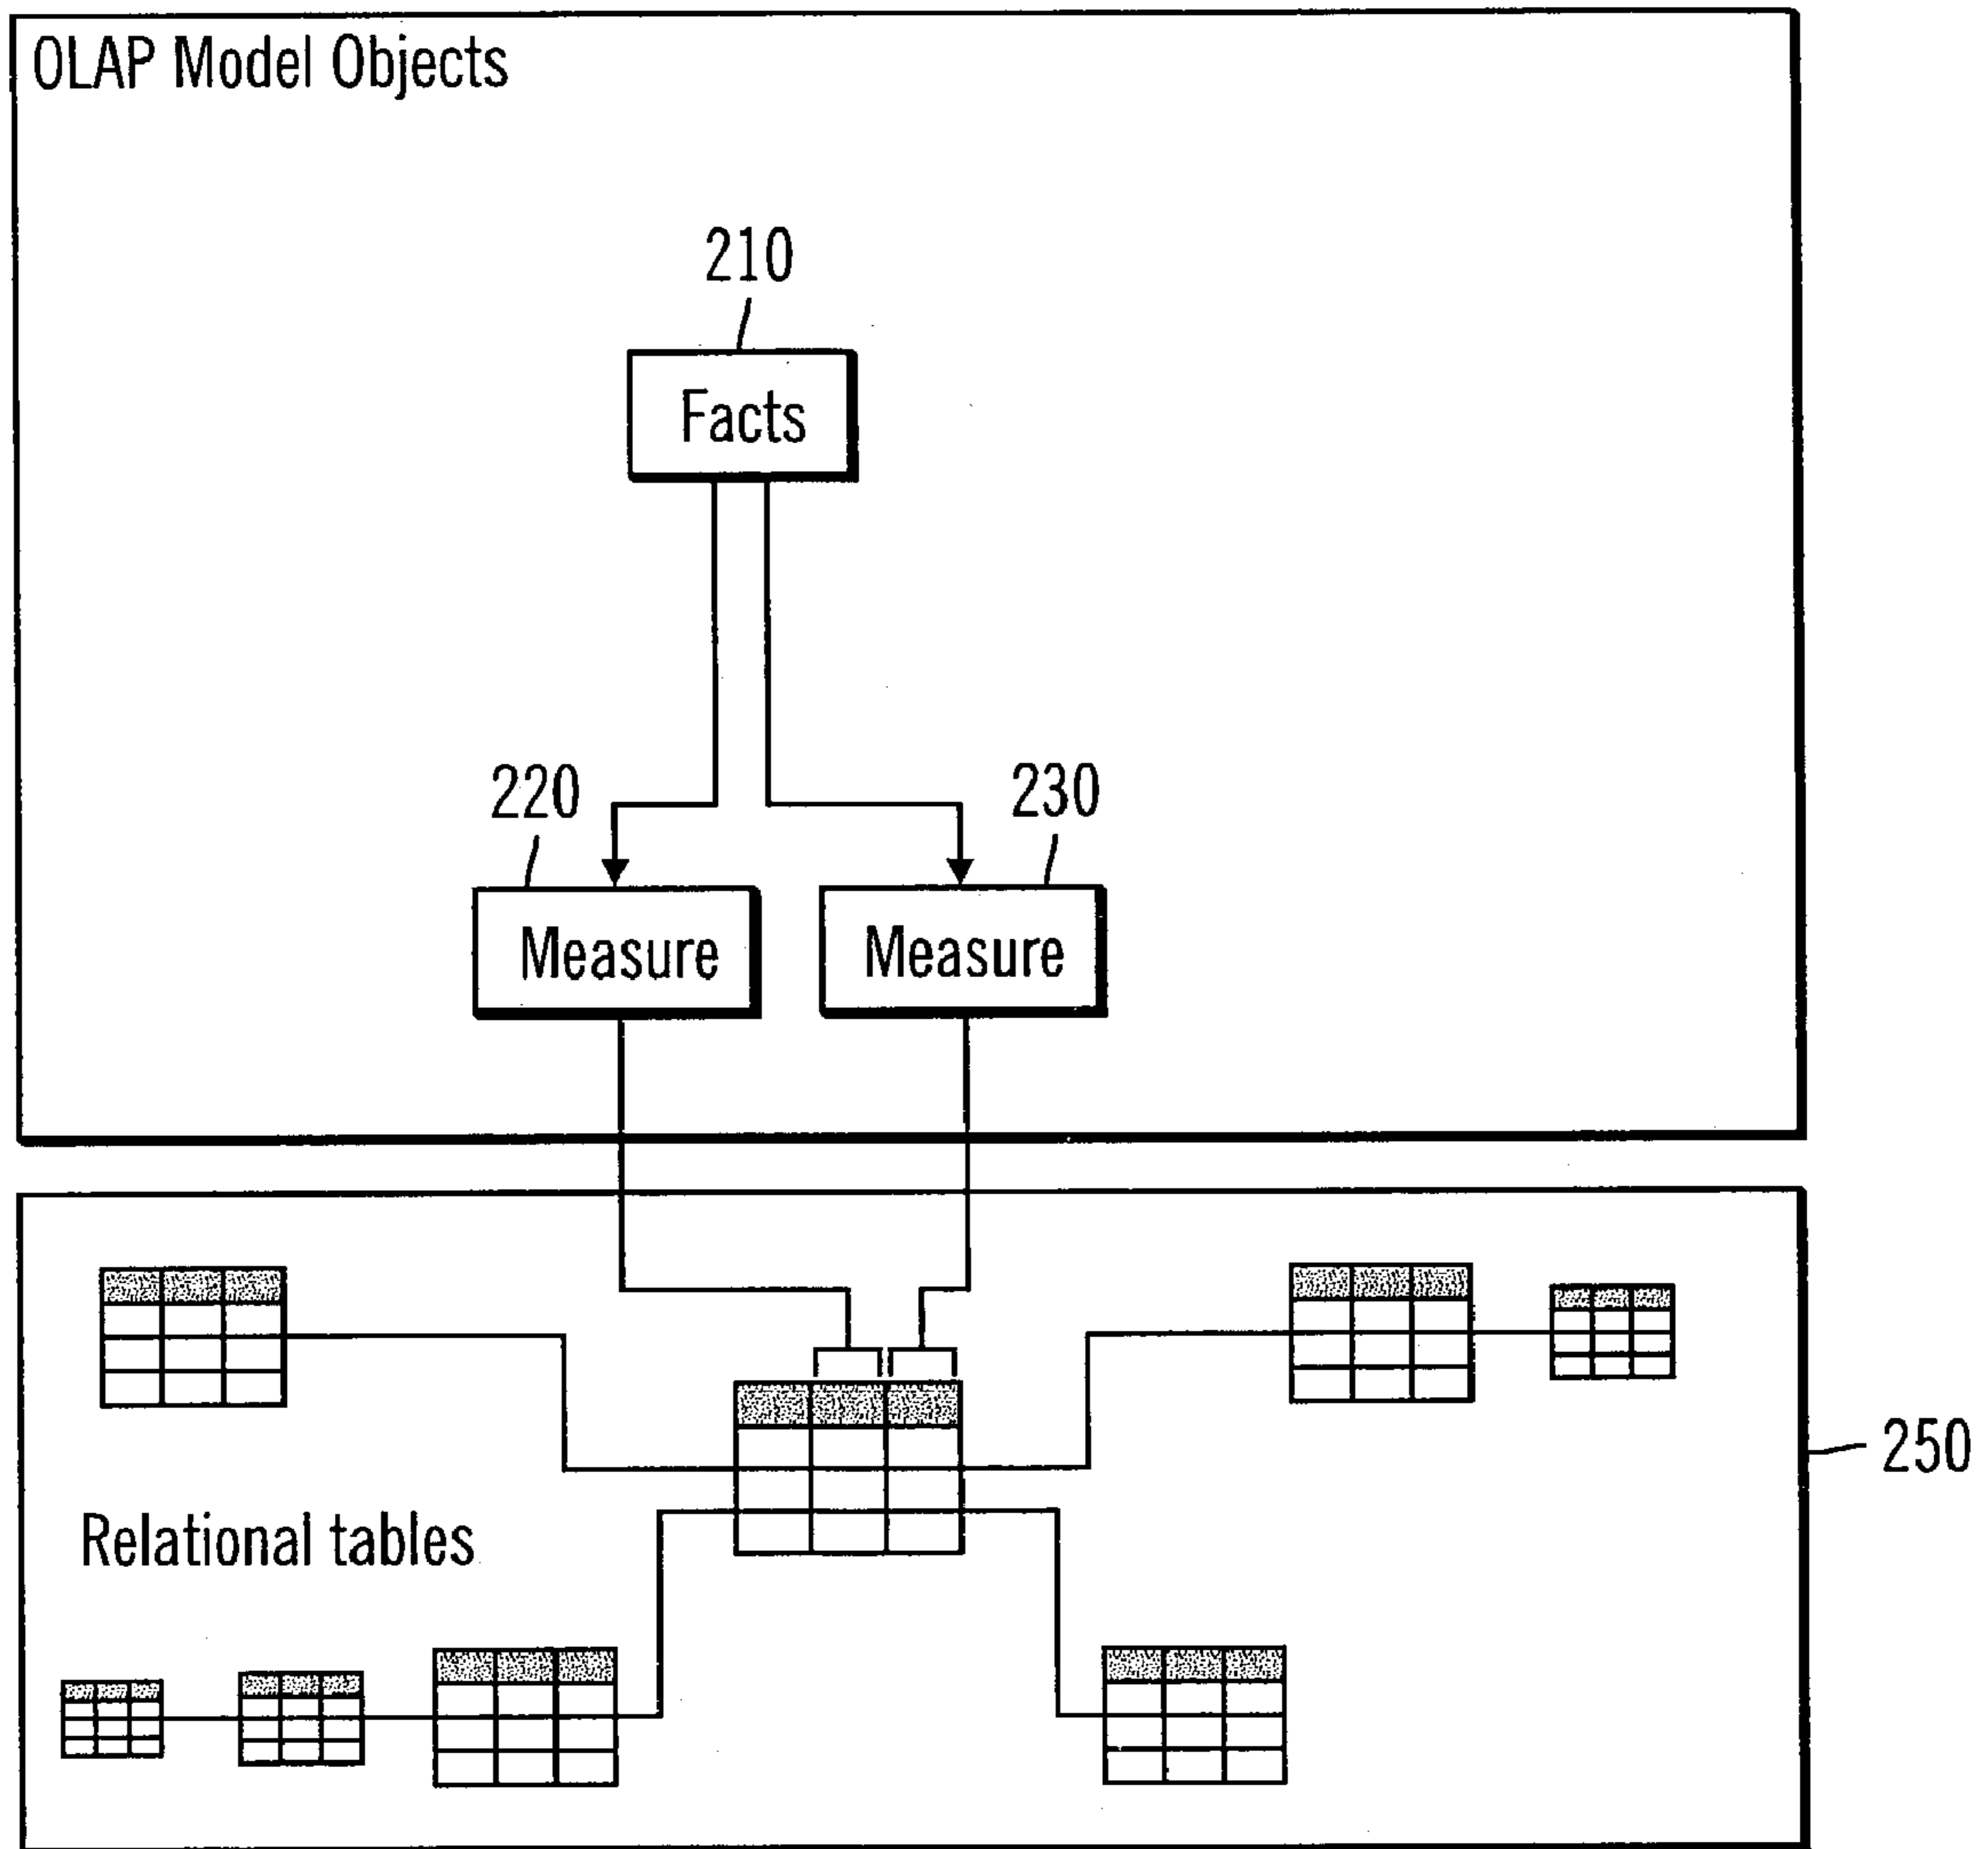 OLAP Model Objects
210
Facts
220
230
Measure
Measure
250
Relational tables